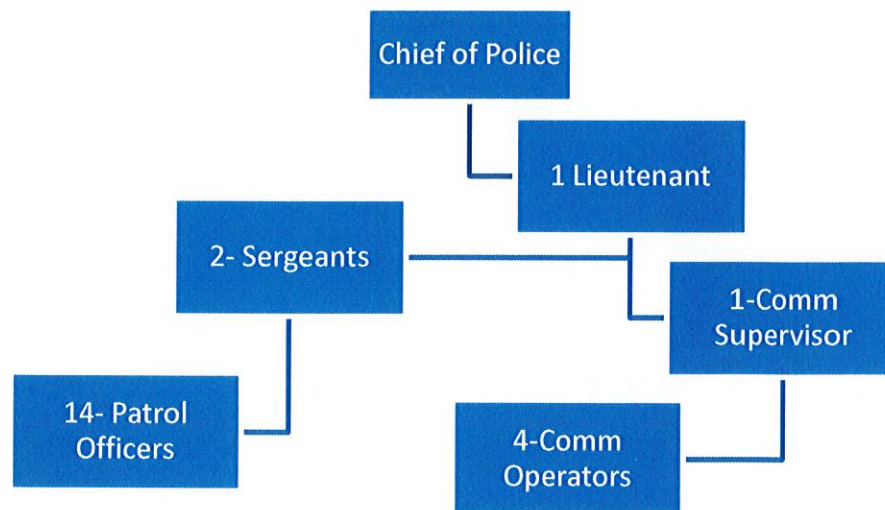 Chief of Police
1 Lieutenant
2- Sergeants
1-Comm
Supervisor
14- Patrol
Officers
4-Comm
Operators